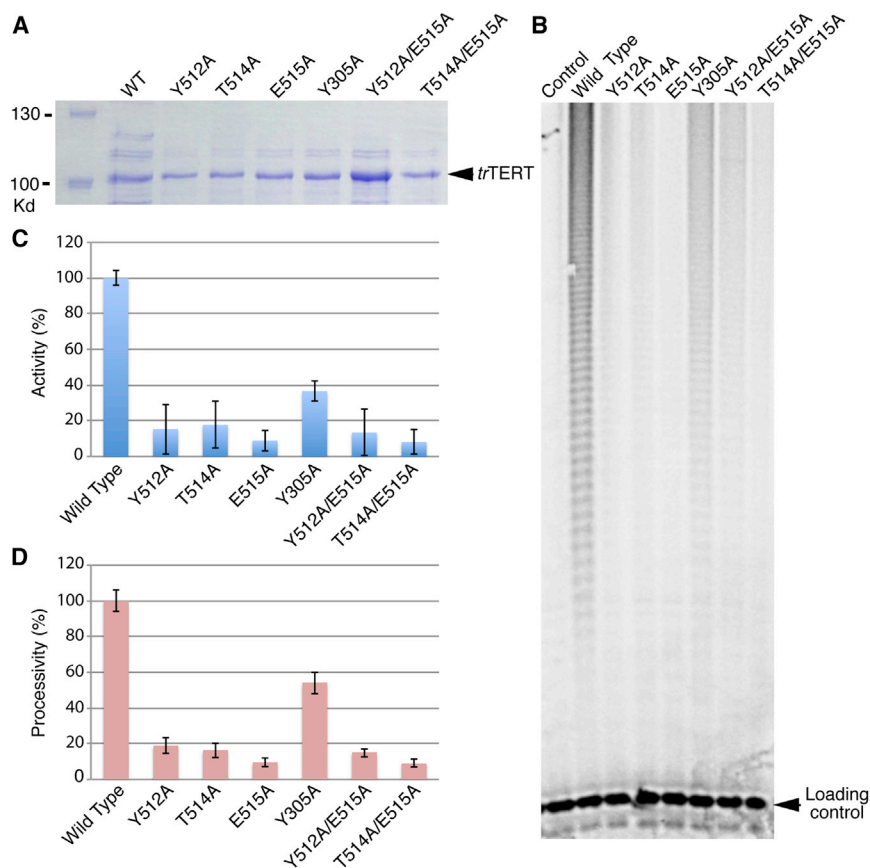 A
WT
Y512A
T514A
E515A
Y305A
Y512A/E515A
T514A/E515A
130
100
Kd
trTERT
B
Control
Wild Type
Y512A
T514A
E515A
Y305A
Y512A/E515A
T514A/E515A
Loading
control
C
120
100
80
60
40
20
0
Activity (%)
Wild Type
Y512A
T514A
E515A
Y305A
Y512A/E515A
T514A/E515A
D
120
100
80
60
40
20
0
Processivity (%)
Wild Type
Y512A
T514A
E515A
Y305A
Y512A/E515A
T514A/E515A